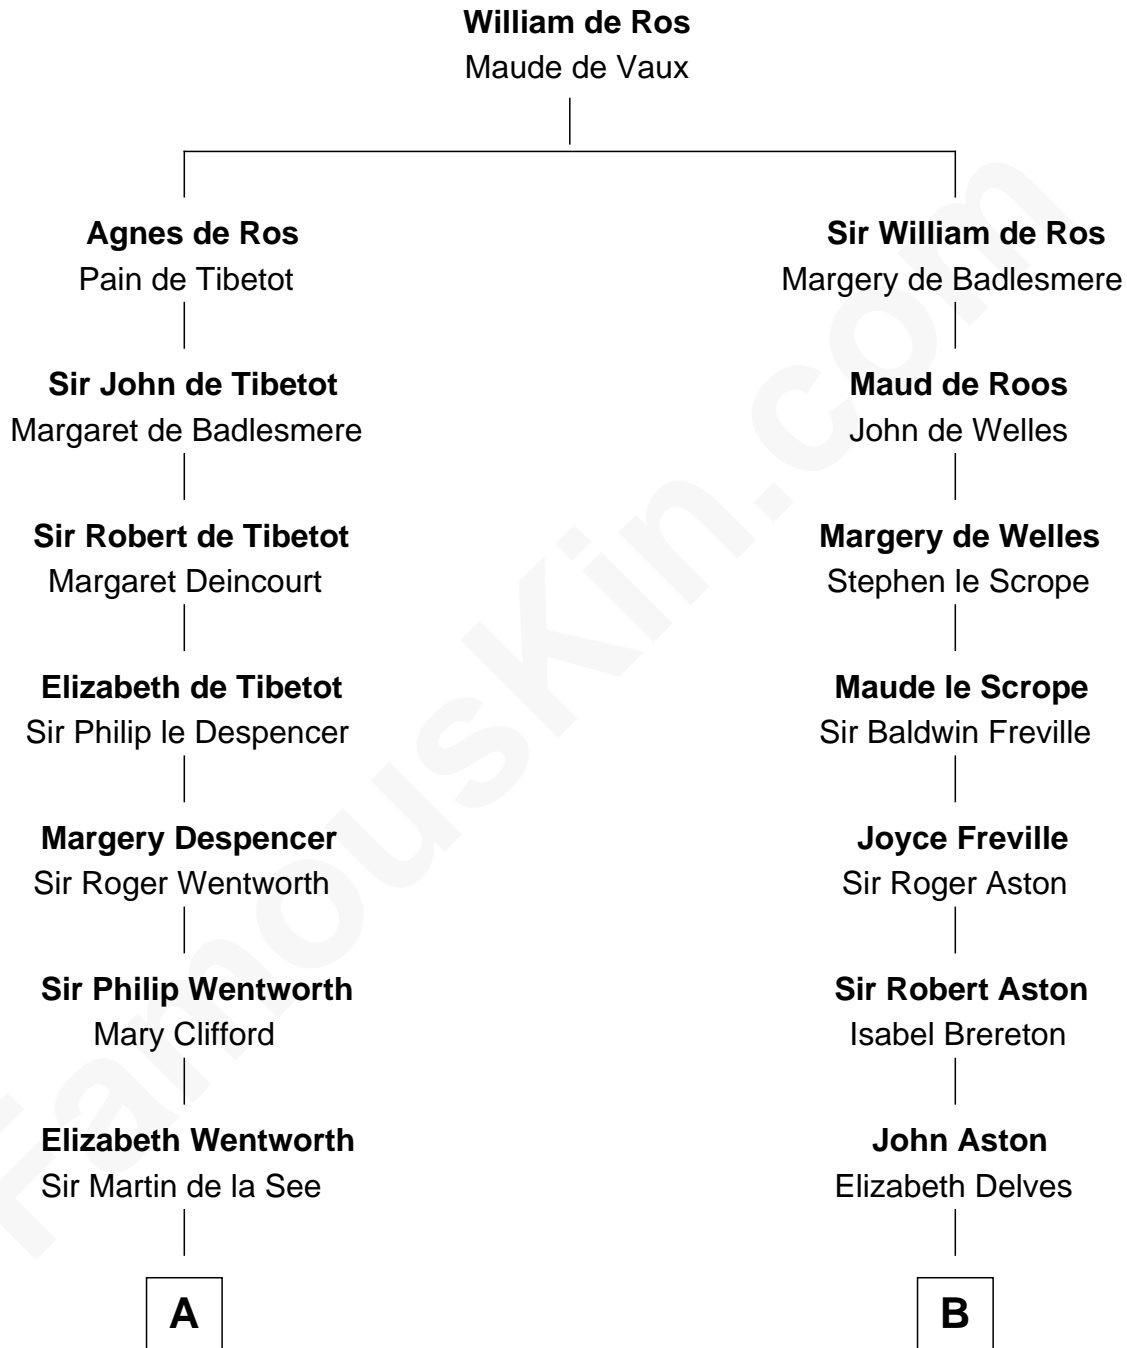 William de Ros
Maude de Vaux
Agnes de Ros
Pain de Tibetot
Sir William de Ros
Margery de Badlesmere
Sir John de Tibetot
Margaret de Badlesmere
Maud de Roos
John de Welles
Sir Robert de Tibetot
Margaret Deincourt
Margery de Welles
Stephen le Scrope
Elizabeth de Tibetot
Sir Philip le Despencer
Maude le Scrope
Sir Baldwin Freville
Margery Despencer
Sir Roger Wentworth
Joyce Freville
Sir Roger Aston
Sir Philip Wentworth
Mary Clifford
Sir Robert Aston
Isabel Brereton
Elizabeth Wentworth
Sir Martin de la See
John Aston
Elizabeth Delves
A
B
FamousKin.com